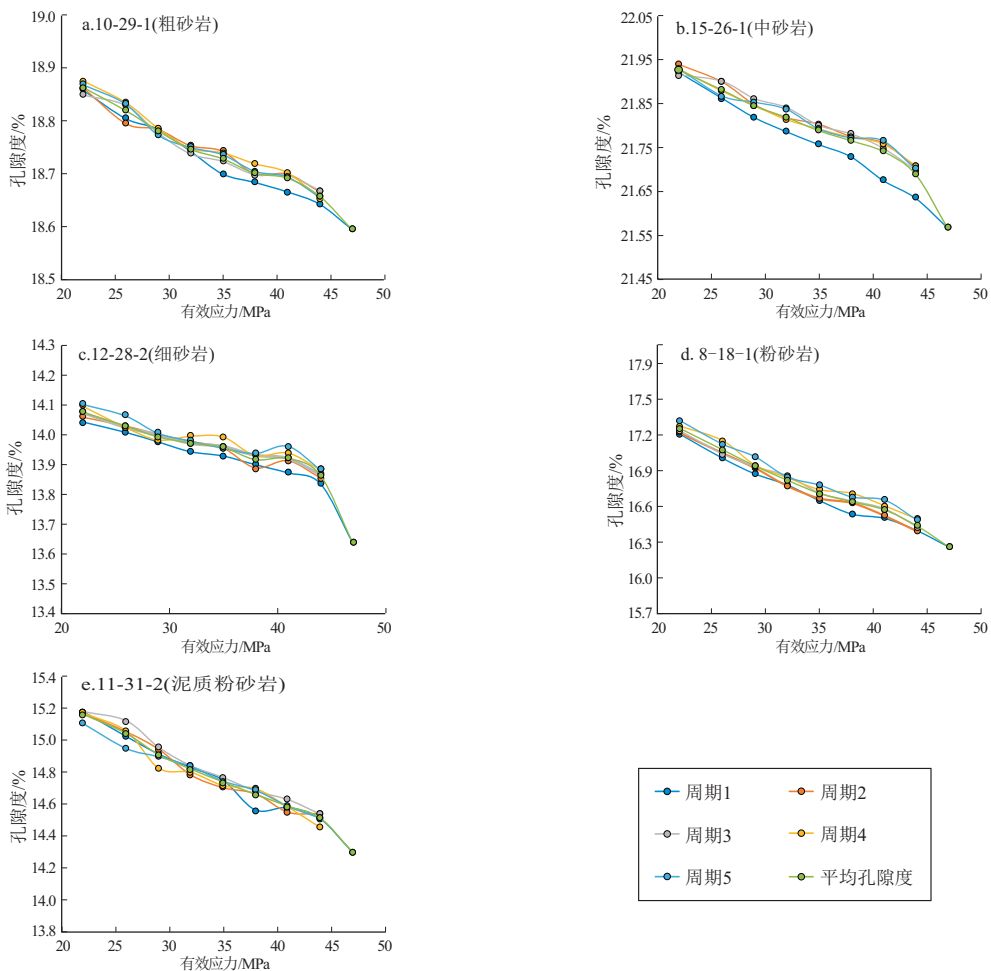 a.10-29-1(粗砂岩)
19.0
18.9
18.8
18.7
18.6
18.5
孔隙度/%
20 25 30 35 40 45 50
有效应力/MPa
b.15-26-1(中砂岩)
22.05
21.95
21.85
21.75
21.65
21.55
21.45
孔隙度/%
20 25 30 35 40 45 50
有效应力/MPa
c.12-28-2(细砂岩)
14.3
14.2
14.1
14.0
13.9
13.8
13.7
13.6
13.5
13.4
孔隙度/%
20 25 30 35 40 45 50
有效应力/MPa
d. 8-18-1(粉砂岩)
17.9
17.5
17.2
16.9
16.6
16.3
16.0
15.7
孔隙度/%
20 25 30 35 40 45 50
有效应力/MPa
e.11-31-2(泥质粉砂岩)
15.4
15.2
15.0
14.8
14.6
14.4
14.2
14.0
13.8
孔隙度/%
20 25 30 35 40 45 50
有效应力/MPa
周期1 周期2
周期3 周期4
周期5 平均孔隙度